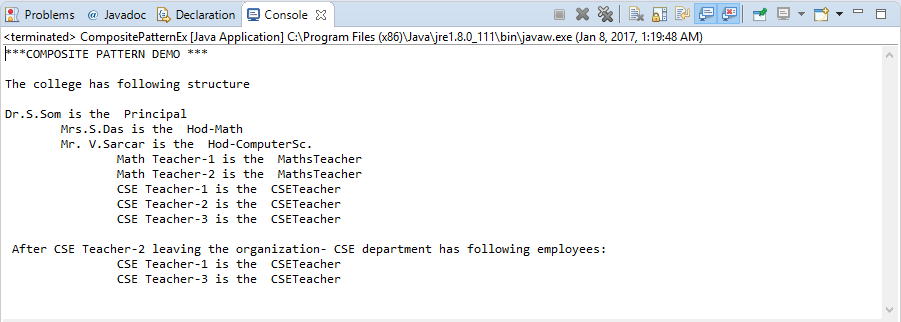 Problems @ Javadoc Declaration Console
<terminated> CompositePatternEx [Java Application] C:\Program Files (x86)\Java\jre1.8.0_111\bin\javaw.exe (Jan 8, 2017, 1:19:48 AM)
***COMPOSITE PATTERN DEMO ***
The college has following structure
Dr.S.Som is the  Principal
Mrs.S.Das is the  Hod-Math
Mr. V.Sarcar is the  Hod-ComputerSc.
Math Teacher-1 is the  MathsTeacher
Math Teacher-2 is the  MathsTeacher
CSE Teacher-1 is the  CSETeacher
CSE Teacher-2 is the  CSETeacher
CSE Teacher-3 is the  CSETeacher
After CSE Teacher-2 leaving the organization- CSE department has following employees:
CSE Teacher-1 is the  CSETeacher
CSE Teacher-3 is the  CSETeacher